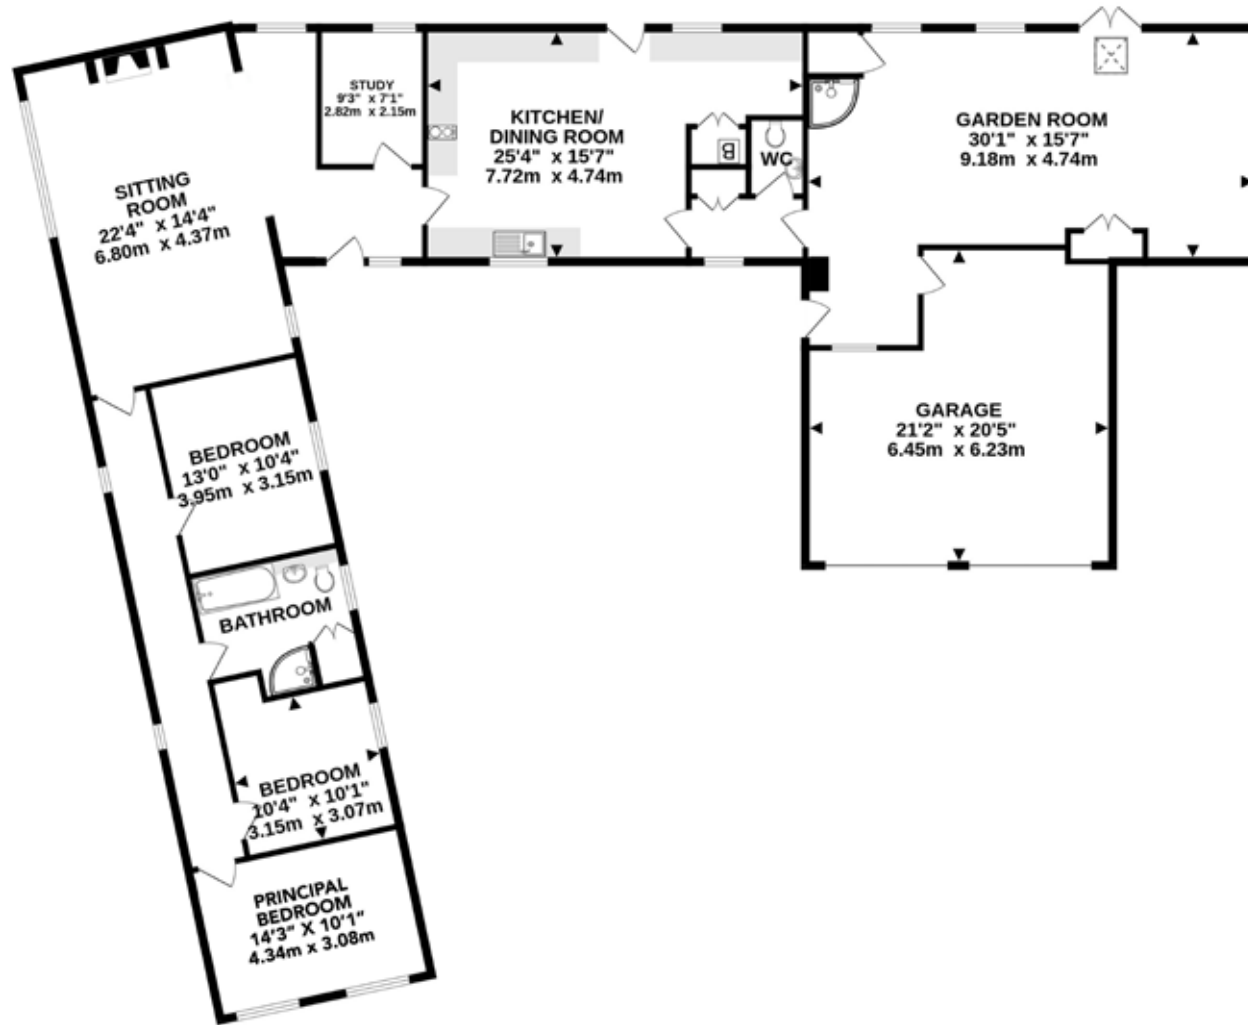 STUDY
9'3" x 7'1"
2.82m x 2.15m
KITCHEN/
DINING ROOM
25'4" x 15'7"
7.72m x 4.74m
B
WC
GARDEN ROOM
30'1" x 15'7"
9.18m x 4.74m
SITTING
ROOM
22'4" x 14'4"
6.80m x 4.37m
GARAGE
21'2" x 20'5"
6.45m x 6.23m
BEDROOM
13'0" x 10'4"
3.95m x 3.15m
BATHROOM
BEDROOM
10'4" x 10'1"
3.15m x 3.07m
PRINCIPAL
BEDROOM
14'3" X 10'1"
4.34m x 3.08m